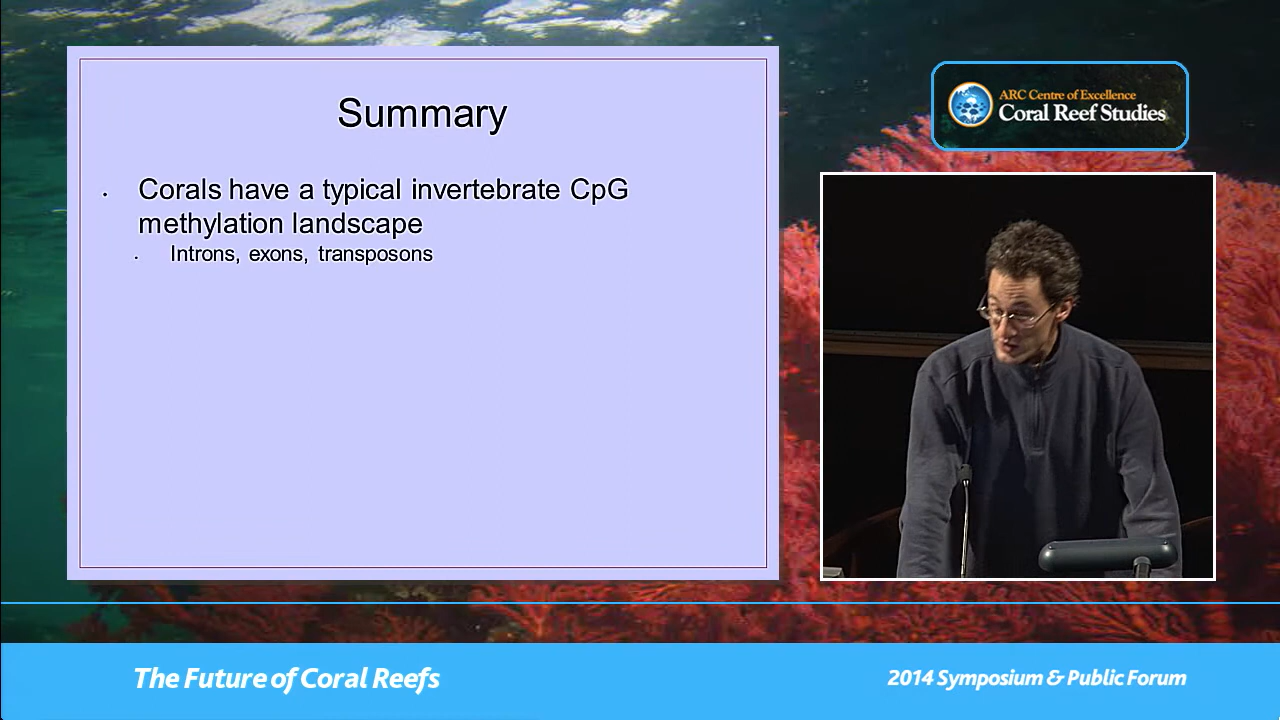 Summary
Corals have a typical invertebrate CpG
methylation landscape
Introns, exons, transposons
ARC Centre of Excellence
Coral Reef Studies
The Future of Coral Reefs
2014 Symposium & Public Forum